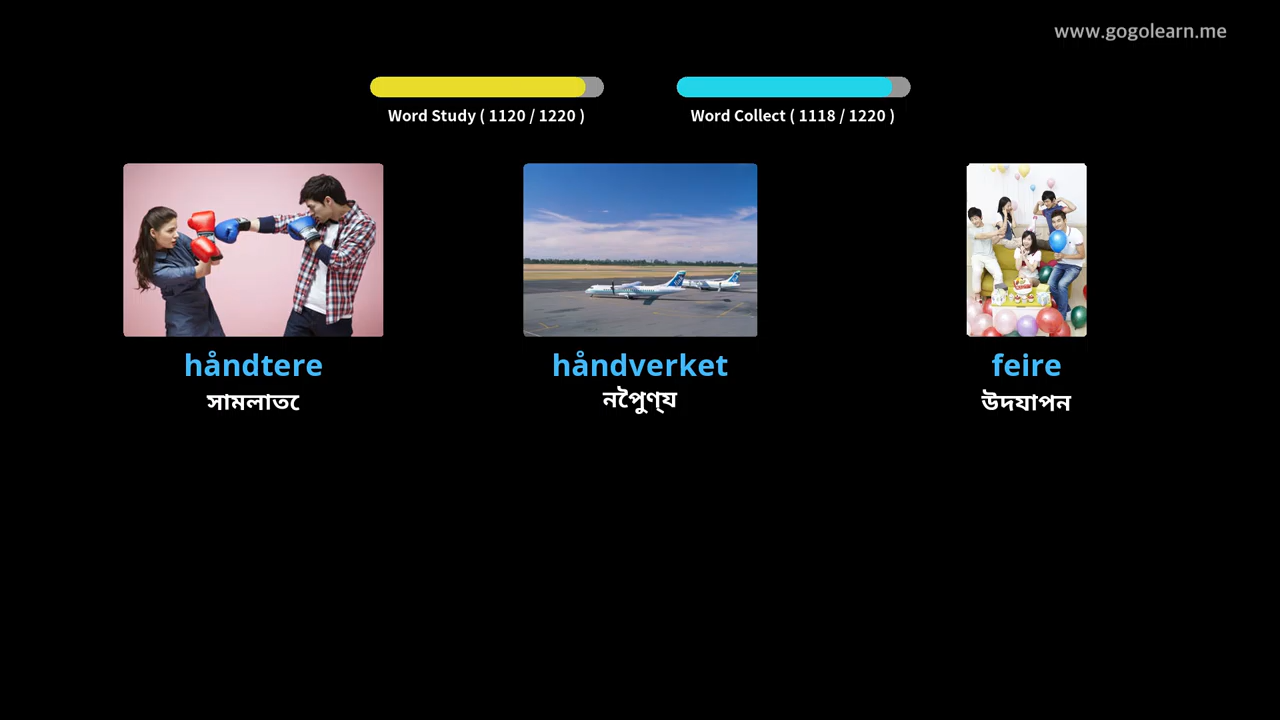 www.gogolearn.me
Word Study ( 1120 / 1220 )
Word Collect ( 1118 / 1220 )
håndtere
håndverket
feire
সামলাতে
নৈপুণ্য
উদযাপন